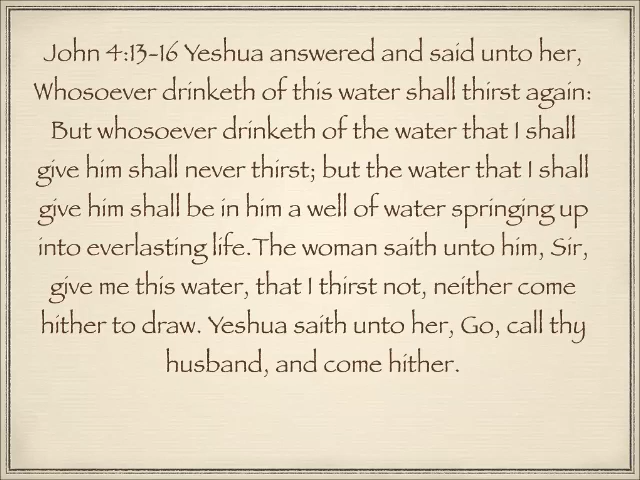 John 4:13-16 Yeshua answered and said unto her,
Whosoever drinketh of this water shall thirst again:
But whosoever drinketh of the water that I shall
give him shall never thirst; but the water that I shall
give him shall be in him a well of water springing up
into everlasting life.The woman saith unto him, Sir,
give me this water, that I thirst not, neither come
hither to draw. Yeshua saith unto her, Go, call thy
husband, and come hither.